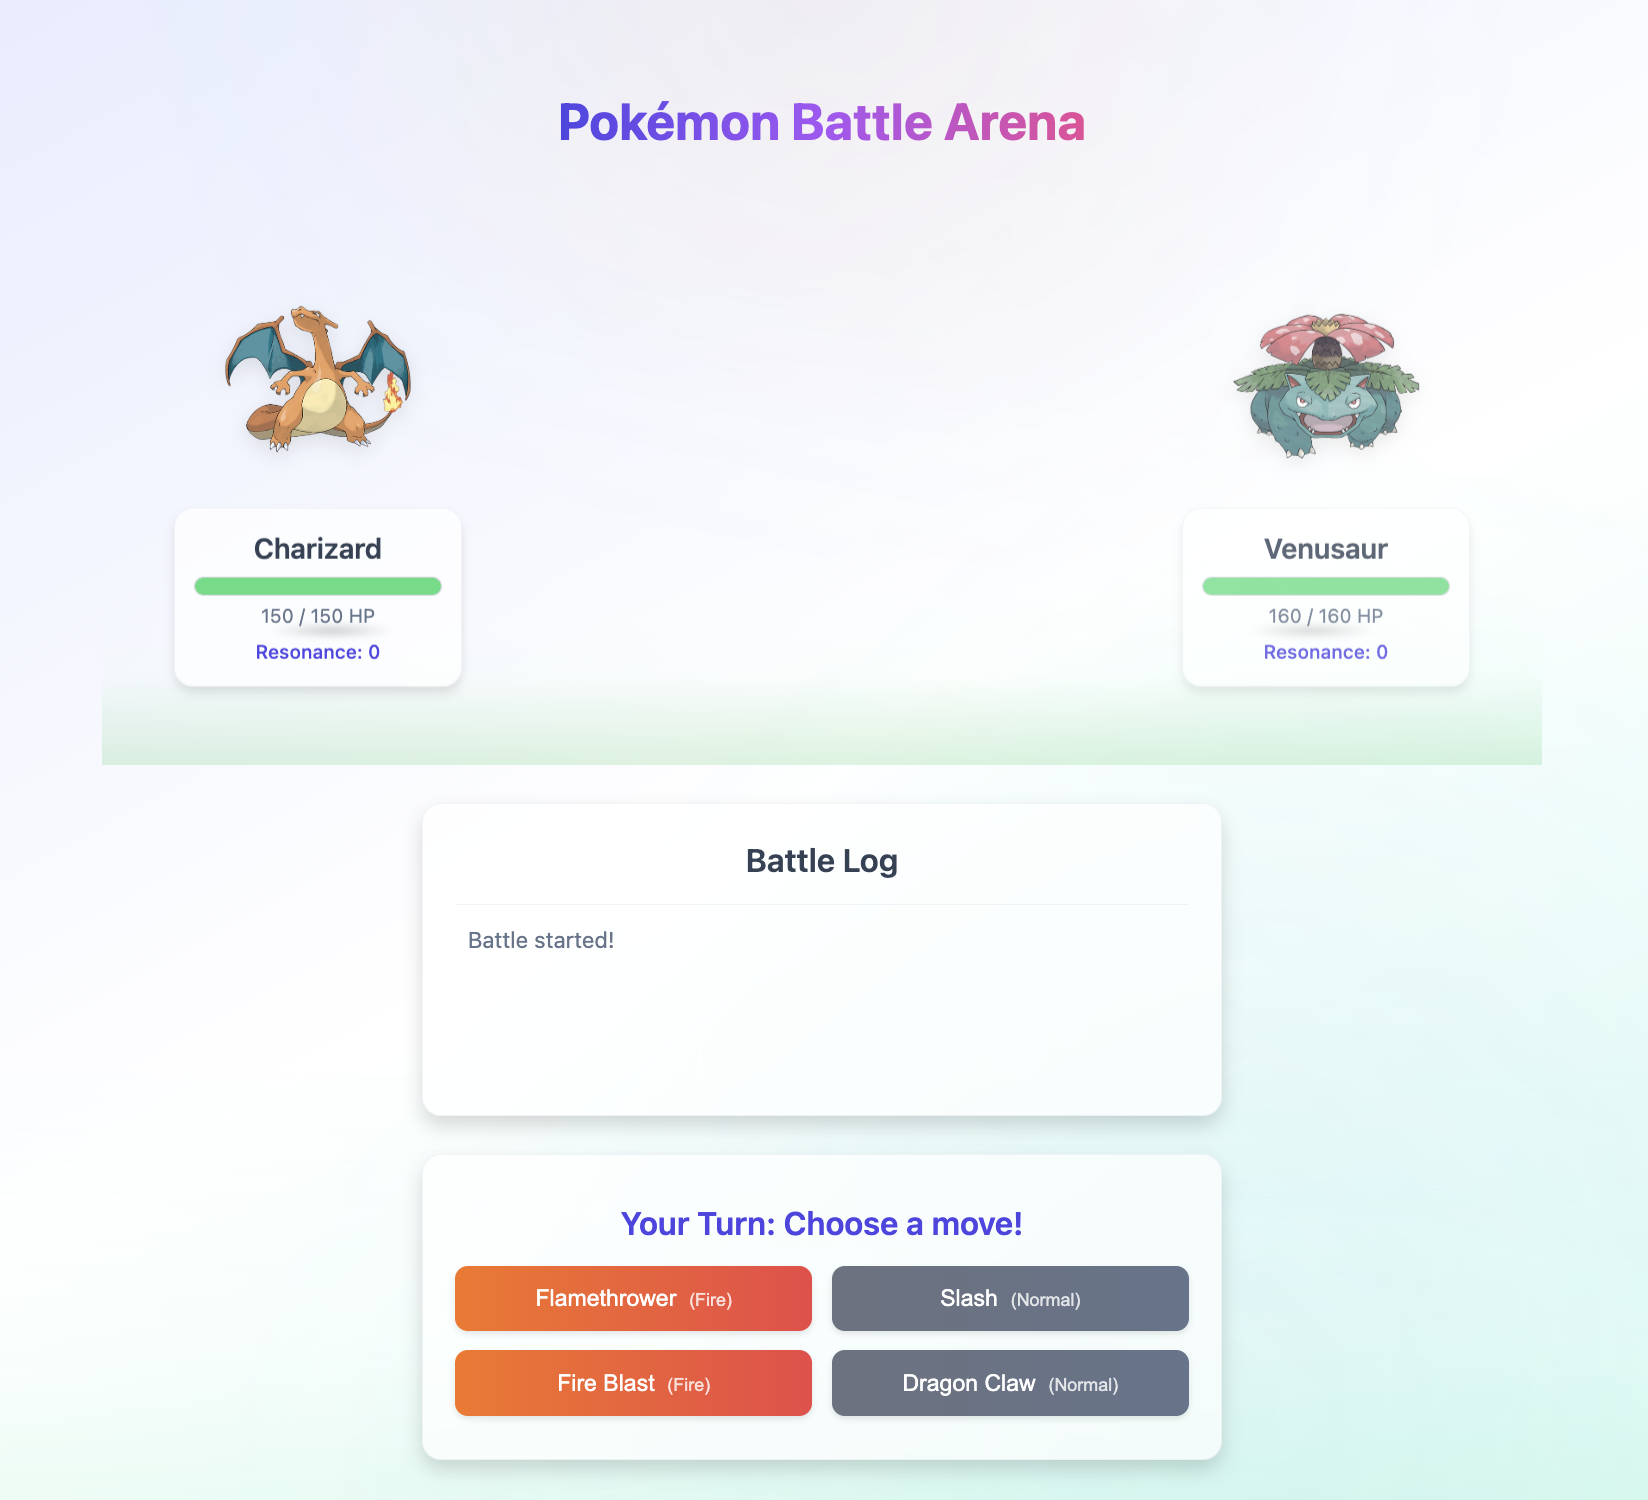 Pokémon Battle Arena
Charizard
150 / 150 HP
Resonance: 0
Venusaur
160 / 160 HP
Resonance: 0
Battle Log
Battle started!
Your Turn: Choose a move!
Flamethrower (Fire)
Slash (Normal)
Fire Blast (Fire)
Dragon Claw (Normal)